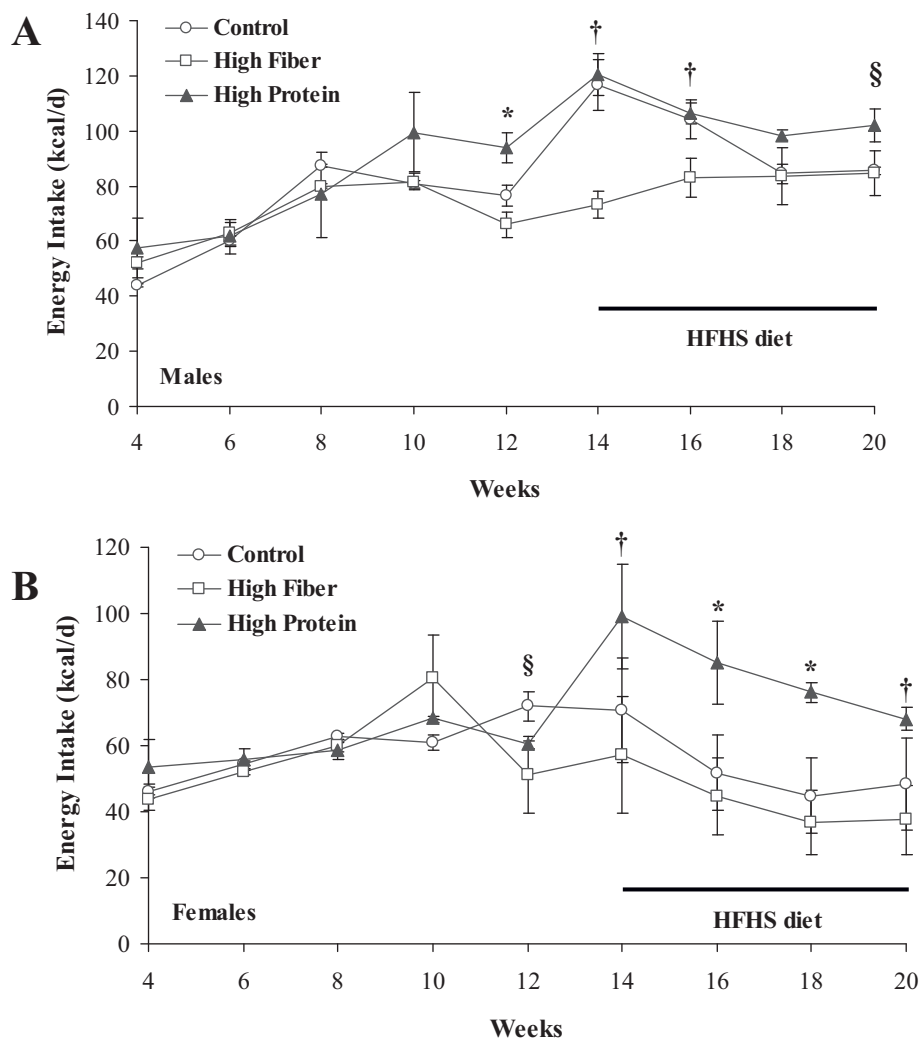 A
Control
High Fiber
High Protein
140
120
100
80
60
40
20
0
Energy Intake (kcal/d)
*
†
†
§
HFHS diet
Males
4 6 8 10 12 14 16 18 20
Weeks
B
Control
High Fiber
High Protein
120
100
80
60
40
20
0
Energy Intake (kcal/d)
§
†
*
*
†
HFHS diet
Females
4 6 8 10 12 14 16 18 20
Weeks